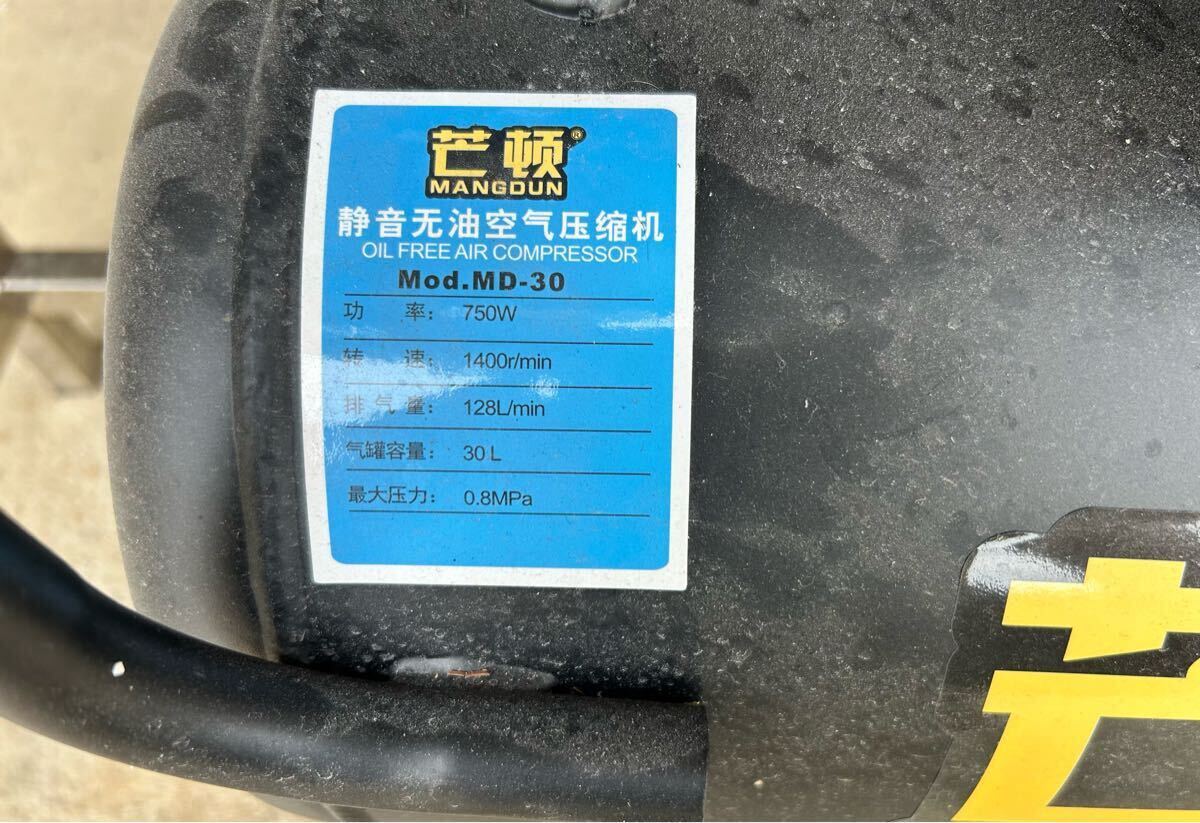 芒顿®
MANGDUN
静音无油空气压缩机
OIL FREE AIR COMPRESSOR
Mod.MD-30
功 率： 750W
转 速： 1400r/min
排气量： 128L/min
气罐容量： 30 L
最大压力： 0.8MPa